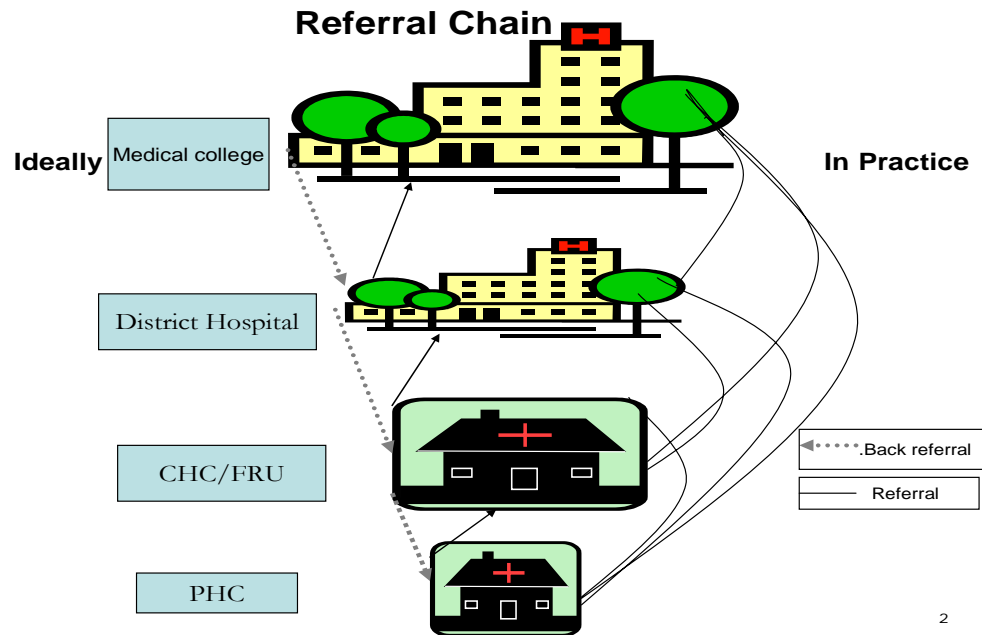 Referral Chain
Ideally
Medical college
In Practice
District Hospital
CHC/FRU
.Back referral
Referral
PHC
2